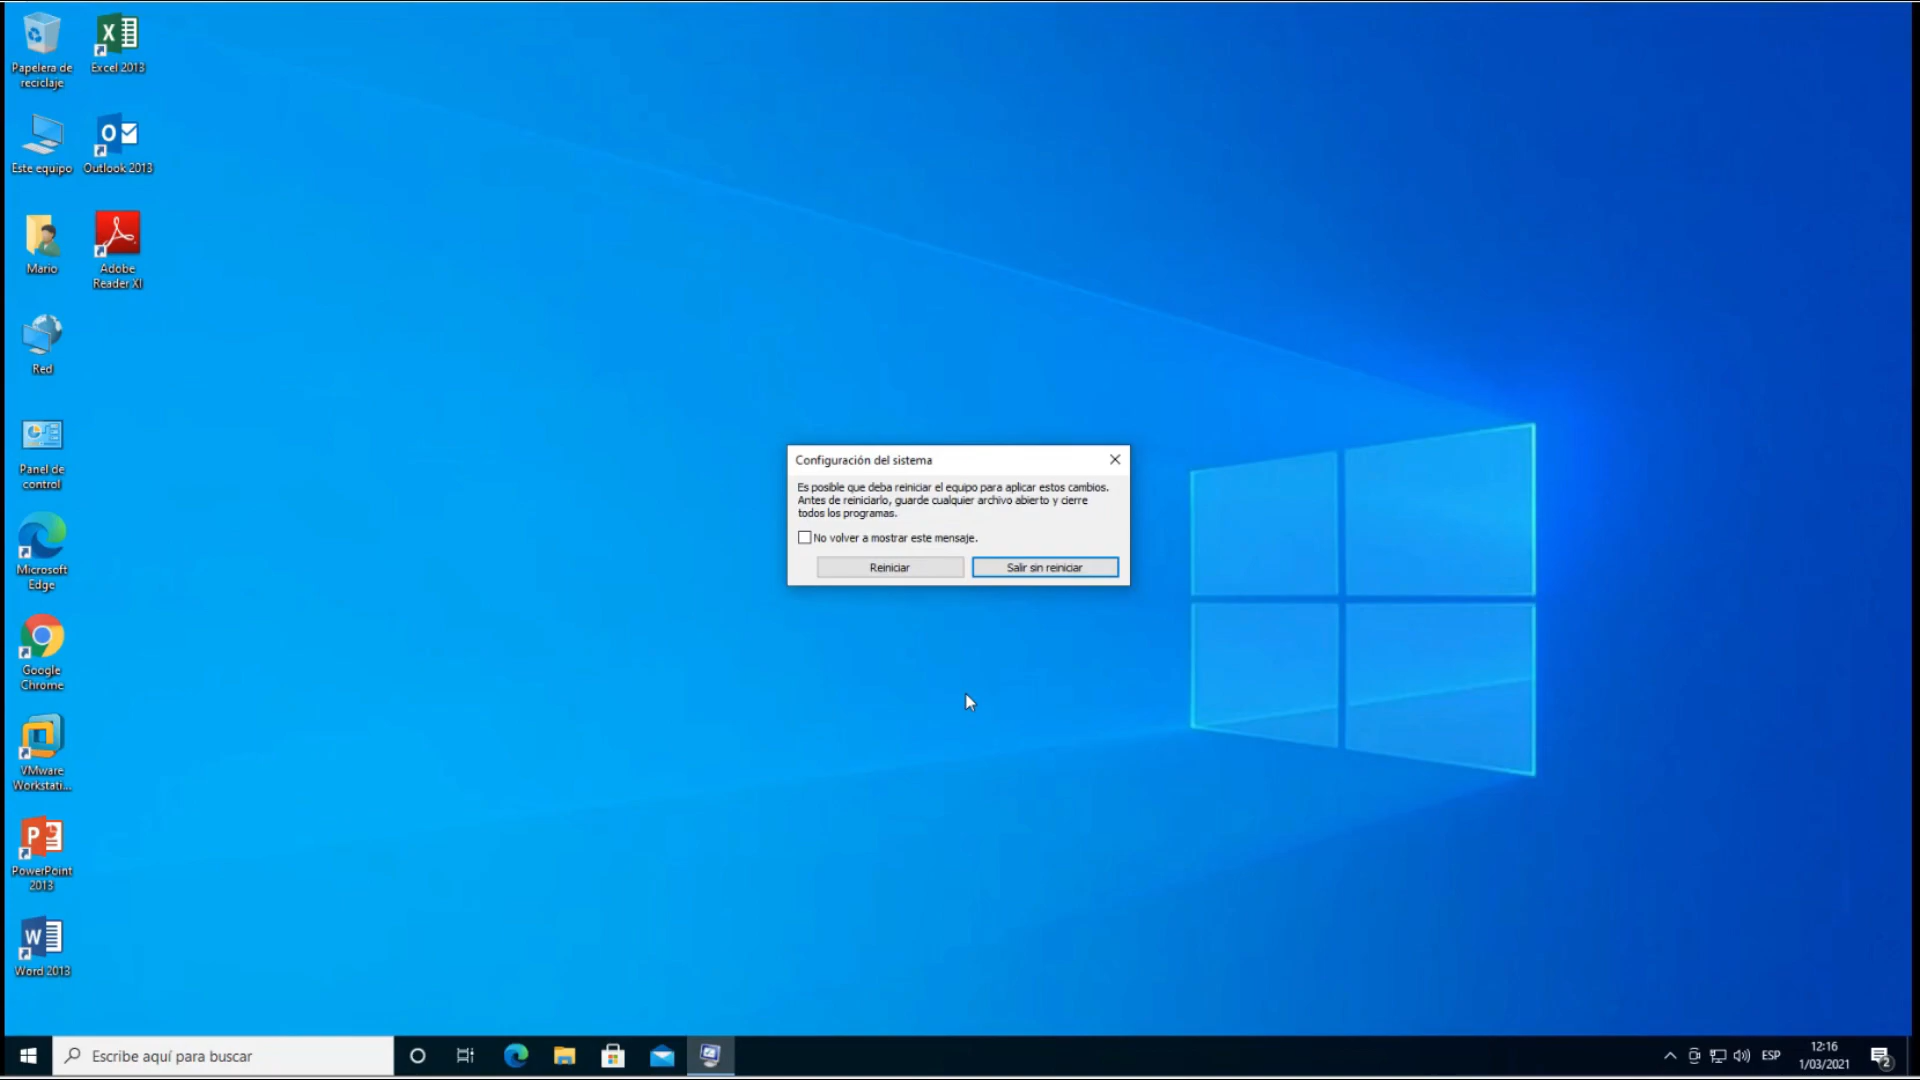 Papelera de
reciclaje
Excel 2013
Este equipo
Outlook 2013
Mario
Adobe
Reader XI
Red
Panel de
control
Microsoft
Edge
Google
Chrome
VMware
Workstati...
PowerPoint
2013
Word 2013
Configuración del sistema
Es posible que deba reiniciar el equipo para aplicar estos cambios.
Antes de reiniciarlo, guarde cualquier archivo abierto y cierre
todos los programas.
No volver a mostrar este mensaje.
Reiniciar
Salir sin reiniciar
Escribe aquí para buscar
ESP
12:16
1/03/2021
2